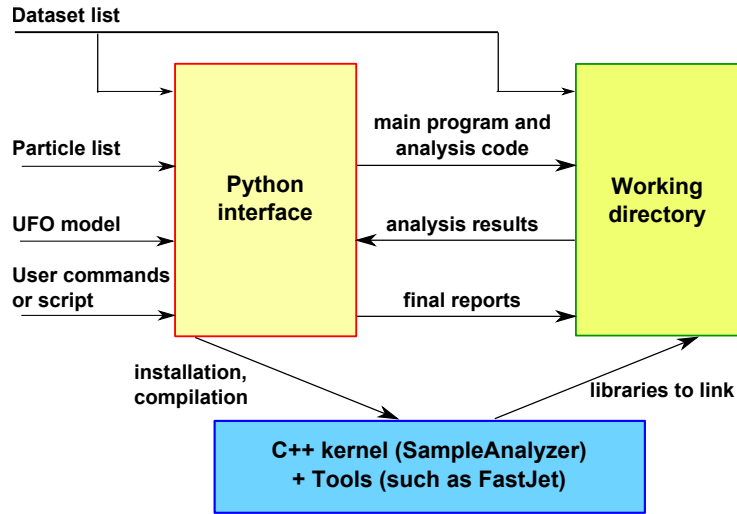 Dataset list
main program and
analysis code
Particle list
Python
interface
Working
directory
UFO model
analysis results
User commands
or script
final reports
installation,
compilation
libraries to link
C++ kernel (SampleAnalyzer)
+ Tools (such as FastJet)